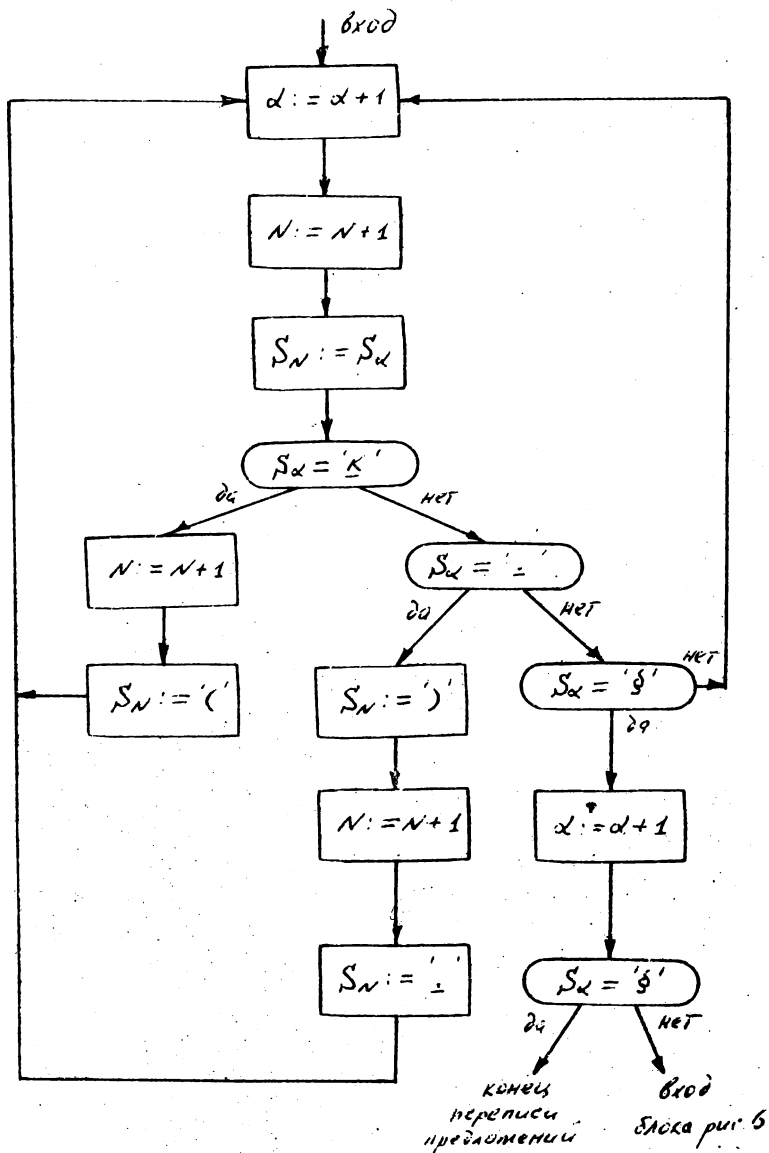 вход
α := α + 1
N := N + 1
S_N := S_α
S_α = 'К'
да
нет
N := N + 1
S_α = '.'
да
нет
S_N := '('
S_N := ')'
S_α = '§'
нет
да
N := N + 1
α := α + 1
S_N := '.'
S_α = '§'
да
нет
конец
переписи
предложений
вход
блока рис